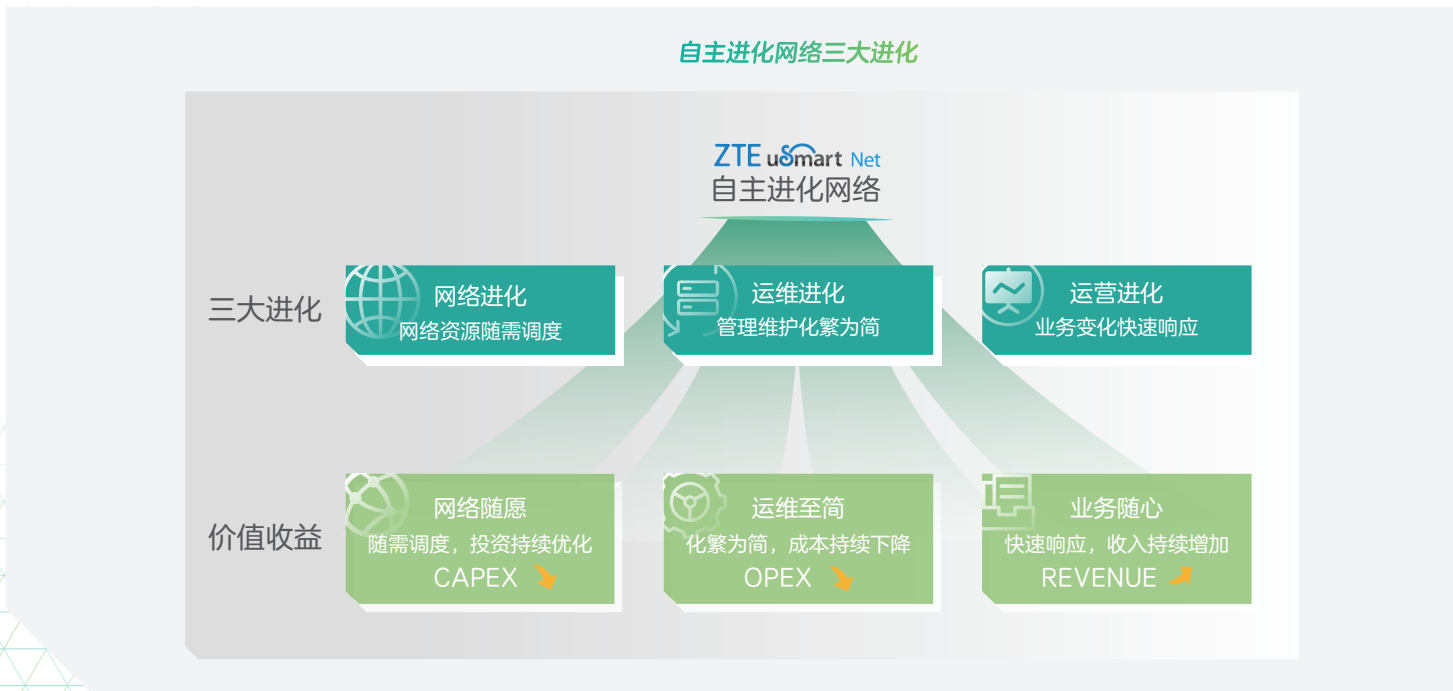 自主进化网络三大进化
ZTE uSmart Net
自主进化网络
三大进化
网络进化
网络资源随需调度
运维进化
管理维护化繁为简
运营进化
业务变化快速响应
价值收益
网络随愿
随需调度，投资持续优化
CAPEX
运维至简
化繁为简，成本持续下降
OPEX
业务随心
快速响应，收入持续增加
REVENUE